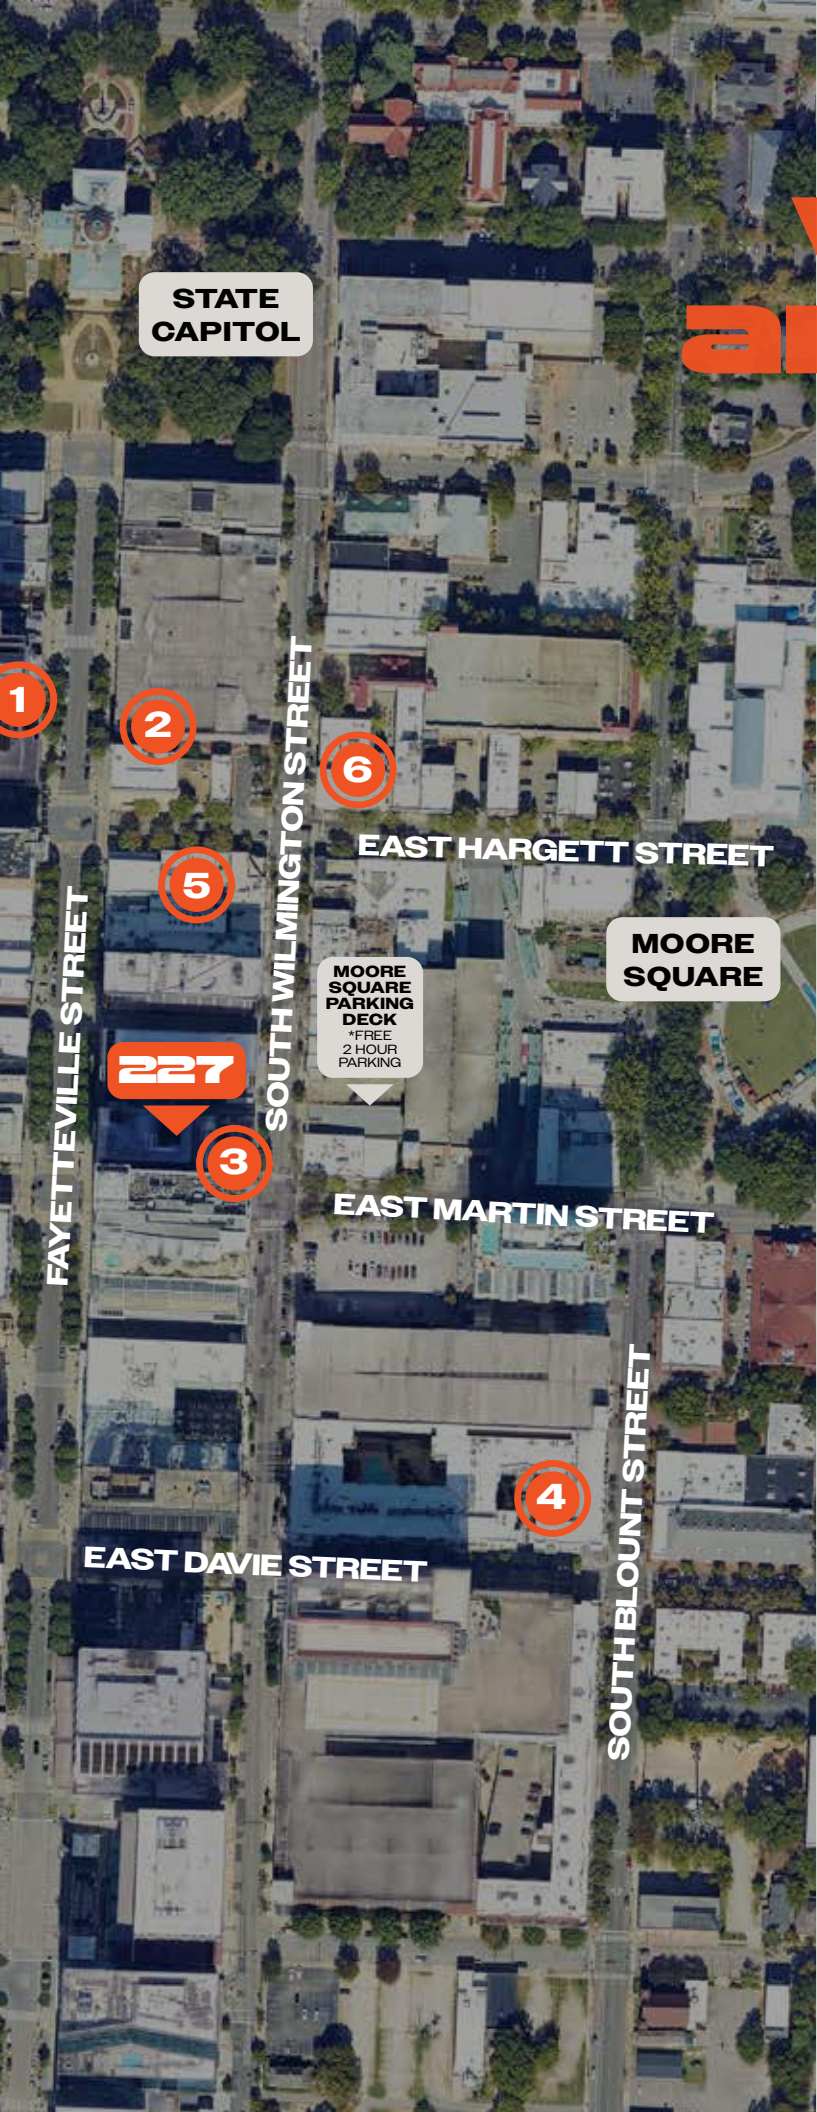 STATE
CAPITOL
1
2
6
SOUTH WILMINGTON STREET
EAST HARGETT STREET
5
FAYETTEVILLE STREET
MOORE
SQUARE
MOORE
SQUARE
PARKING
DECK
*FREE
2 HOUR
PARKING
227
3
EAST MARTIN STREET
SOUTH BLOUNT STREET
4
EAST DAVIE STREET